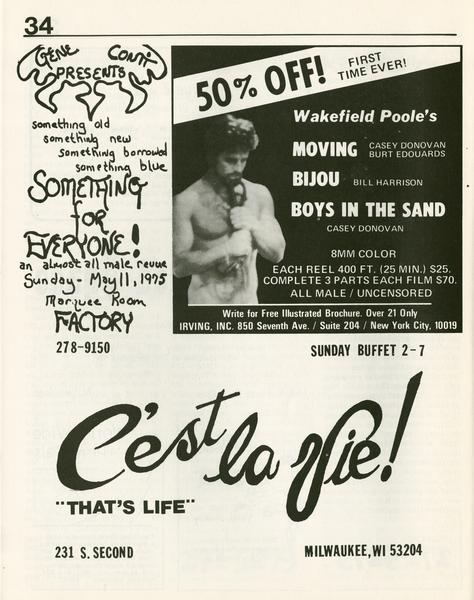 34
GENE CONTI
PRESENTS
something old
something new
something borrowed
something blue
SOMETHING
for
EVERYONE!
an almost all male revue
Sunday - May 11, 1975
Marquee Room
FACTORY
50% OFF!
FIRST
TIME EVER!
Wakefield Poole's
MOVING CASEY DONOVAN
BURT EDOUARDS
BIJOU BILL HARRISON
BOYS IN THE SAND
CASEY DONOVAN
8MM COLOR
EACH REEL 400 FT. (25 MIN.) $25.
COMPLETE 3 PARTS EACH FILM $70.
ALL MALE / UNCENSORED
Write for Free Illustrated Brochure. Over 21 Only
IRVING, INC. 850 Seventh Ave. / Suite 204 / New York City, 10019
278-9150
SUNDAY BUFFET 2-7
C'est la Vie!
"THAT'S LIFE"
231 S. SECOND
MILWAUKEE, WI 53204